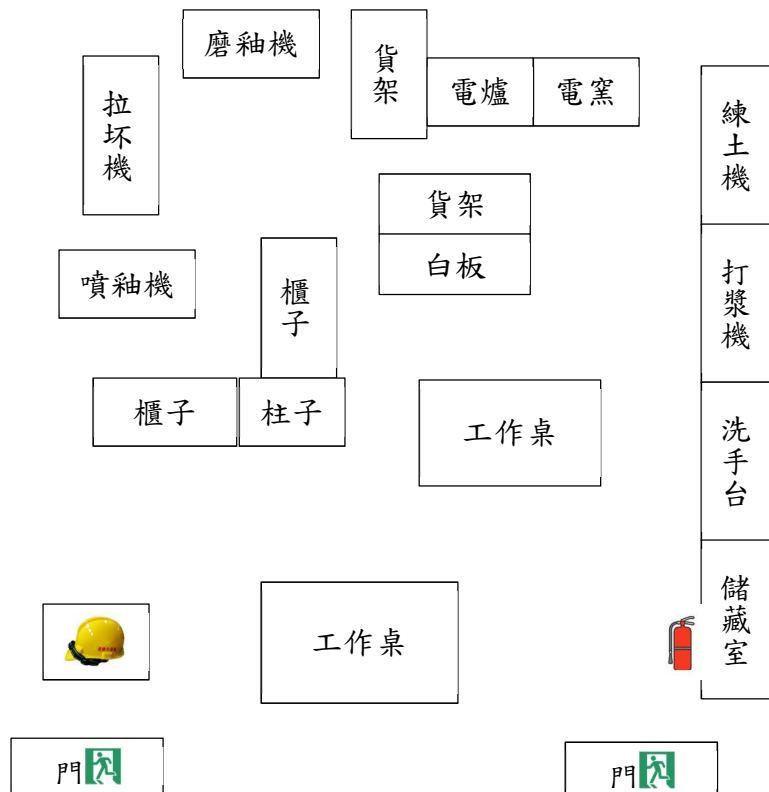 磨釉機
貨架
拉坏機
電爐
電窯
練土機
貨架
白板
噴釉機
櫃子
打漿機
櫃子
柱子
工作桌
洗手台
工作桌
儲藏室
門
門